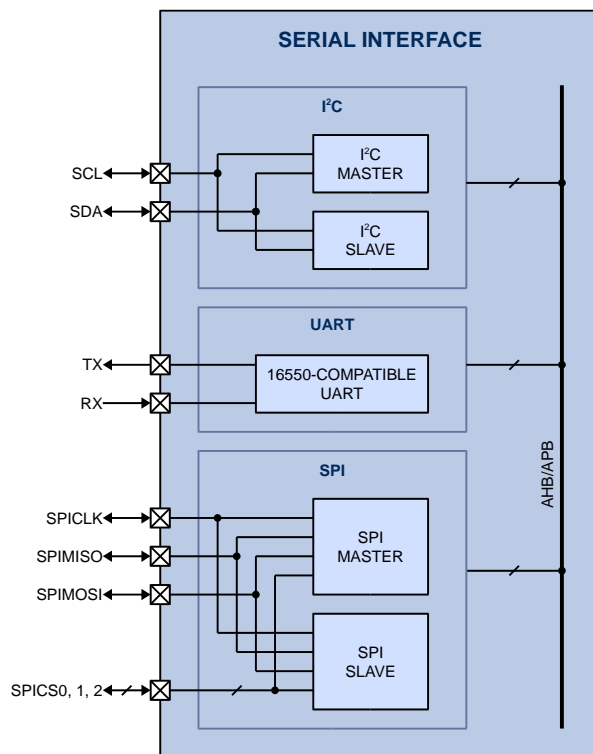 SERIAL INTERFACE
I²C
I²C
MASTER
SCL
SDA
I²C
SLAVE
UART
16550-COMPATIBLE
UART
TX
RX
AHB/APB
SPI
SPICLK
SPI
MASTER
SPIMISO
SPIMOSI
SPI
SLAVE
SPICS0, 1, 2